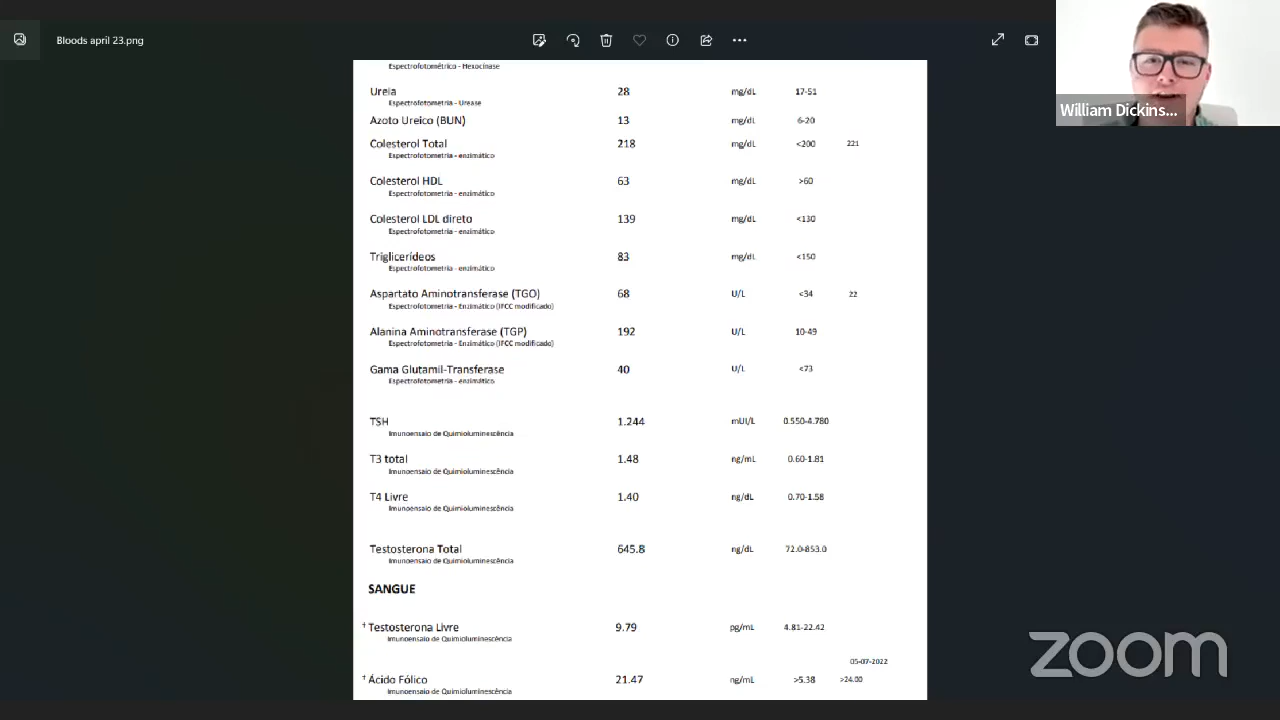 Bloods april 23.png
William Dickins...
Espectrofotométrico - Hexocinase
Ureia 28 mg/dL 17-51
Espectrofotometria - Urease
Azoto Ureico (BUN) 13 mg/dL 6-20
Colesterol Total 218 mg/dL <200 221
Espectrofotometria - enzimático
Colesterol HDL 63 mg/dL >60
Espectrofotometria - enzimático
Colesterol LDL direto 139 mg/dL <130
Espectrofotometria - enzimático
Triglicerídeos 83 mg/dL <150
Espectrofotometria - enzimático
Aspartato Aminotransferase (TGO) 68 U/L <34 22
Espectrofotometria - Enzimático (IFCC modificado)
Alanina Aminotransferase (TGP) 192 U/L 10-49
Espectrofotometria - Enzimático (IFCC modificado)
Gama Glutamil-Transferase 40 U/L <73
Espectrofotometria - enzimático
TSH 1.244 mUI/L 0.550-4.780
Imunoensaio de Quimioluminescência
T3 total 1.48 ng/mL 0.60-1.81
Imunoensaio de Quimioluminescência
T4 Livre 1.40 ng/dL 0.70-1.58
Imunoensaio de Quimioluminescência
Testosterona Total 645.8 ng/dL 72.0-853.0
Imunoensaio de Quimioluminescência
SANGUE
† Testosterona Livre 9.79 pg/mL 4.81-22.42
Imunoensaio de Quimioluminescência
05-07-2022
† Ácido Fólico 21.47 ng/mL >5.38 >24.00
Imunoensaio de Quimioluminescência
zoom